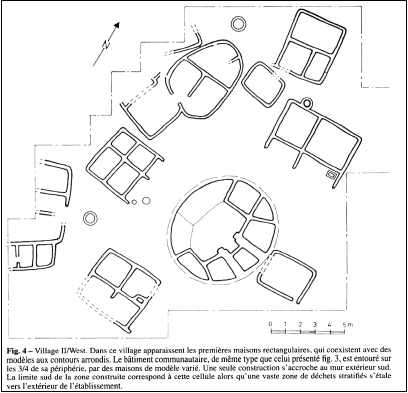 N
0 1 2 3 4 5 m
Fig. 4 – Village II/West. Dans ce village apparaissent les premières maisons rectangulaires, qui coexistent avec des
modèles aux contours arrondis. Le bâtiment communautaire, de même type que celui présenté fig. 3, est entouré sur
les 3/4 de sa périphérie, par des maisons de modèle varié. Une seule construction s'accroche au mur extérieur sud.
La limite sud de la zone construite correspond à cette cellule alors qu'une vaste zone de déchets stratifiés s'étale
vers l'extérieur de l'établissement.